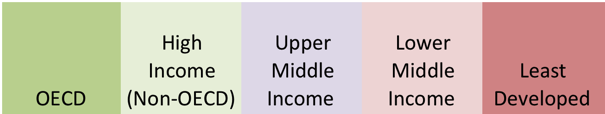 OECD
High
Income
(Non-OECD)
Upper
Middle
Income
Lower
Middle
Income
Least
Developed